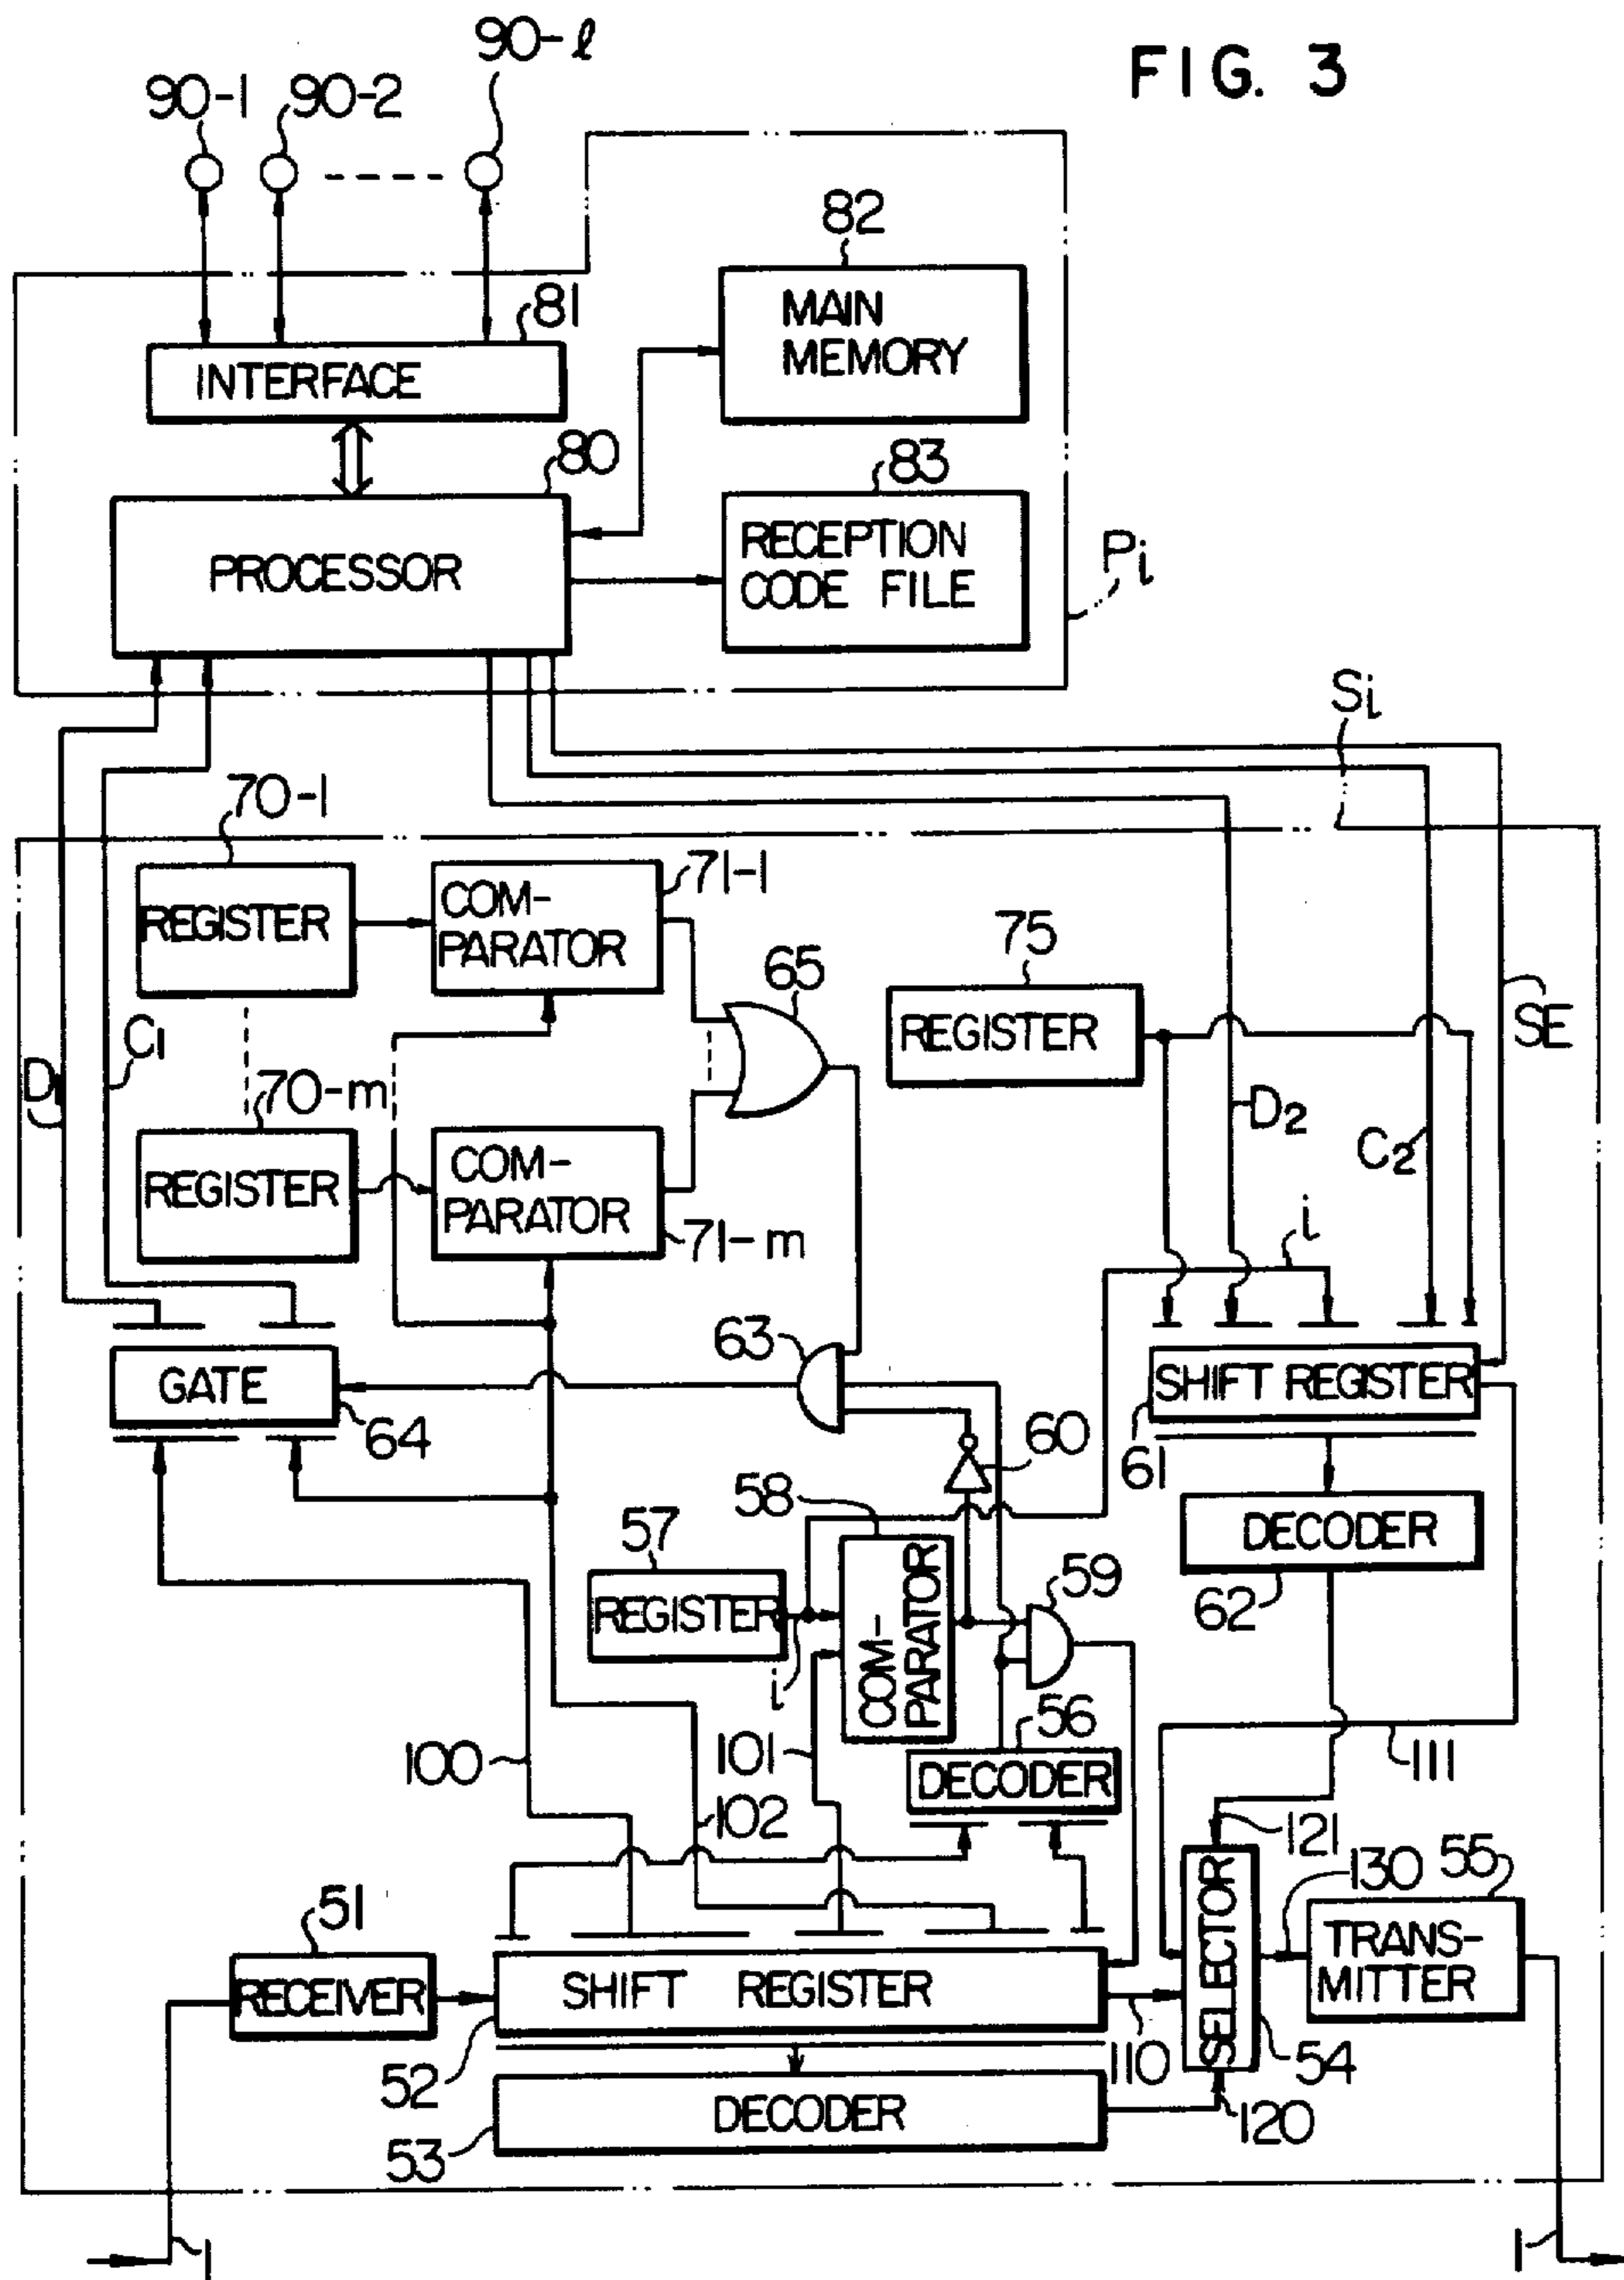 FIG. 3
90-1
90-2
90-ℓ
82
MAIN
MEMORY
81
INTERFACE
80
PROCESSOR
83
RECEPTION
CODE FILE
Pi
Si
70-1
REGISTER
COM-
PARATOR
71-1
65
75
REGISTER
SE
D1
C1
70-m
REGISTER
COM-
PARATOR
71-m
D2
C2
i
63
GATE
64
60
SHIFT REGISTER
61
58
57
REGISTER
i
COM-
PARATOR
59
DECODER
62
56
DECODER
100
101
102
111
121
130
55
51
RECEIVER
SHIFT REGISTER
52
110
SELECTOR
54
TRANS-
MITTER
DECODER
53
120
1
1